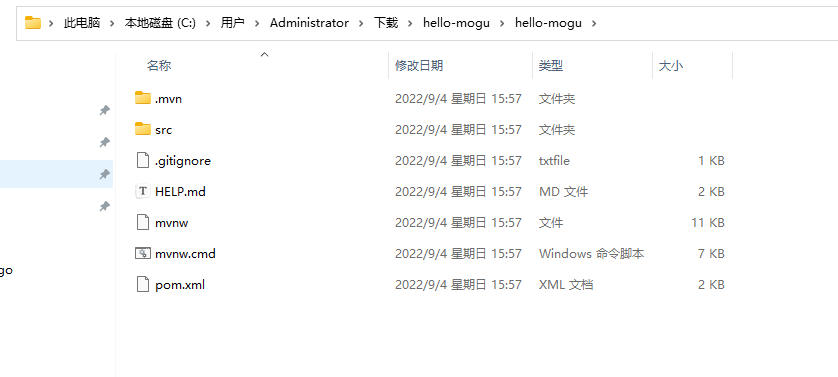 此电脑 > 本地磁盘 (C:) > 用户 > Administrator > 下载 > hello-mogu > hello-mogu >
名称 修改日期 类型 大小
.mvn 2022/9/4 星期日 15:57 文件夹
src 2022/9/4 星期日 15:57 文件夹
.gitignore 2022/9/4 星期日 15:57 txtfile 1 KB
HELP.md 2022/9/4 星期日 15:57 MD 文件 2 KB
mvnw 2022/9/4 星期日 15:57 文件 11 KB
mvnw.cmd 2022/9/4 星期日 15:57 Windows 命令脚本 7 KB
go
pom.xml 2022/9/4 星期日 15:57 XML 文档 2 KB